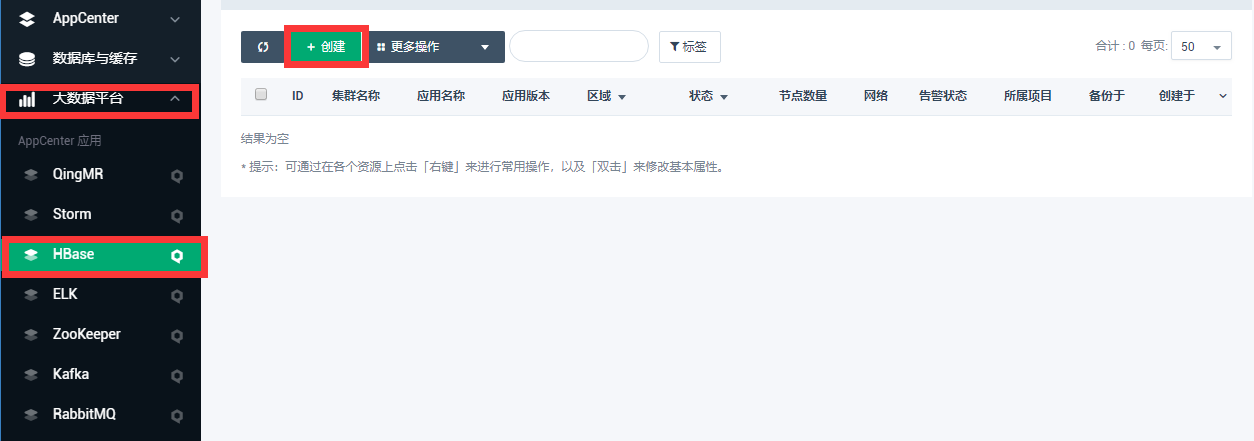 AppCenter
数据库与缓存
大数据平台
AppCenter 应用
QingMR
Storm
HBase
ELK
ZooKeeper
Kafka
RabbitMQ
+ 创建 更多操作 标签 合计 : 0 每页: 50
ID 集群名称 应用名称 应用版本 区域 状态 节点数量 网络 告警状态 所属项目 备份于 创建于
结果为空
* 提示：可通过在各个资源上点击「右键」来进行常用操作，以及「双击」来修改基本属性。